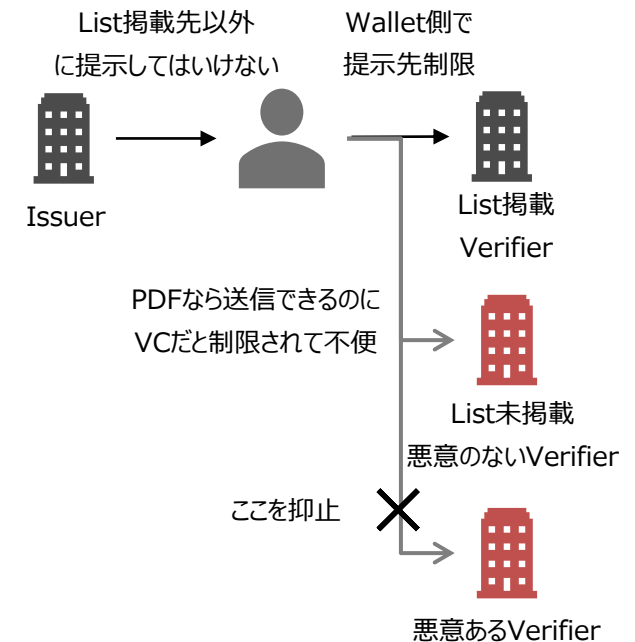 List掲載先以外
に提示してはいけない
Wallet側で
提示先制限
Issuer
List掲載
Verifier
PDFなら送信できるのに
VCだと制限されて不便
List未掲載
悪意のないVerifier
ここを抑止
悪意あるVerifier